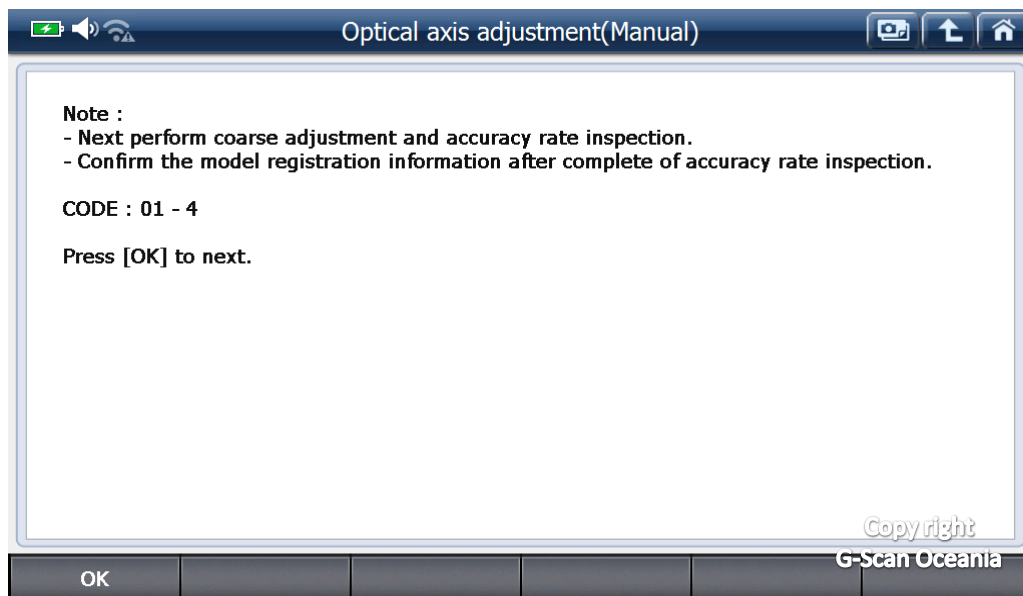 Optical axis adjustment(Manual)
Note :
- Next perform coarse adjustment and accuracy rate inspection.
- Confirm the model registration information after complete of accuracy rate inspection.
CODE : 01 - 4
Press [OK] to next.
Copy right
G-Scan Oceania
OK